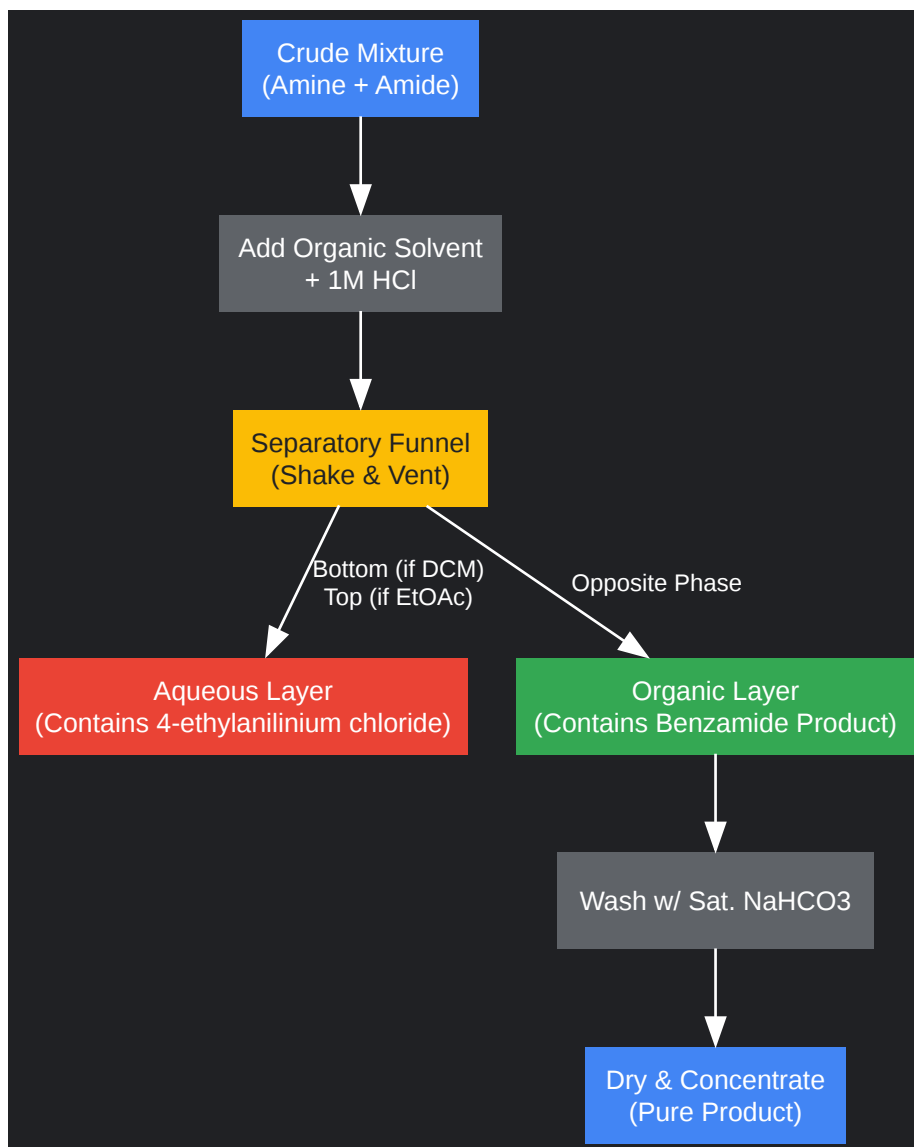 Crude Mixture
(Amine + Amide)
Add Organic Solvent
+ 1M HCl
Separatory Funnel
(Shake & Vent)
Bottom (if DCM)
Top (if EtOAc)
Opposite Phase
Aqueous Layer
(Contains 4-ethylanilinium chloride)
Organic Layer
(Contains Benzamide Product)
Wash w/ Sat. NaHCO3
Dry & Concentrate
(Pure Product)